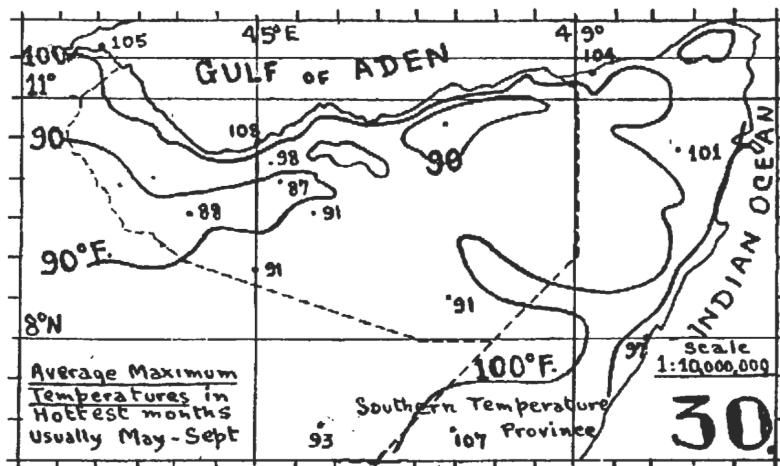 45°E 49°
100 105 104
GULF OF ADEN
11°
108
90 98 90 101
87
88 91
INDIAN OCEAN
90°F. 91
91
8°N
97 Scale
1:10,000,000
100°F.
Average Maximum
Temperatures in
Hottest months
usually May-Sept
Southern Temperature
Province
93 107
30